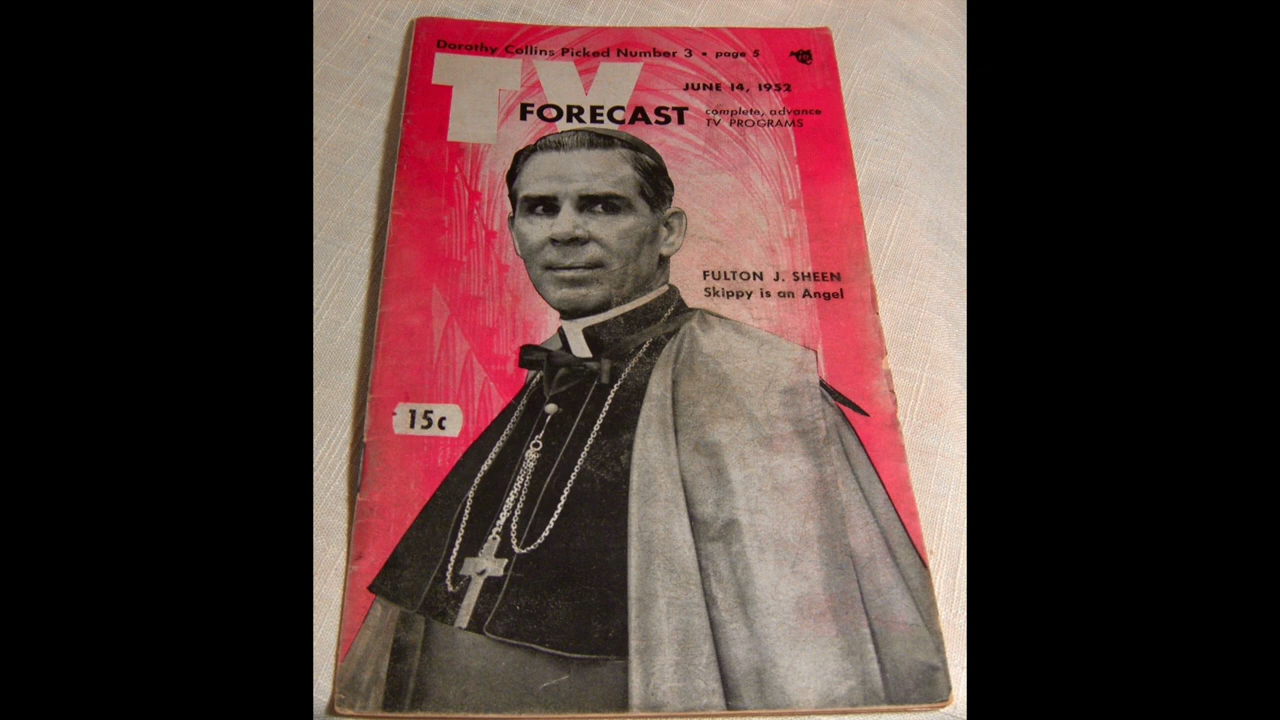 Dorothy Collins Picked Number 3 • page 5
TV
JUNE 14, 1952
FORECAST
complete, advance
TV PROGRAMS
FULTON J. SHEEN
Skippy is an Angel
15c